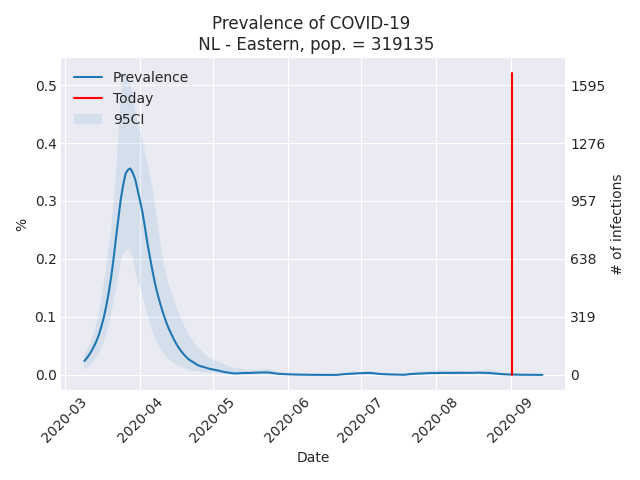 Prevalence of COVID-19
NL - Eastern, pop. = 319135
Prevalence
Today
95CI
0.5
0.4
0.3
0.2
0.1
0.0
%
1595
1276
957
638
319
0
# of infections
2020-03
2020-04
2020-05
2020-06
2020-07
2020-08
2020-09
Date